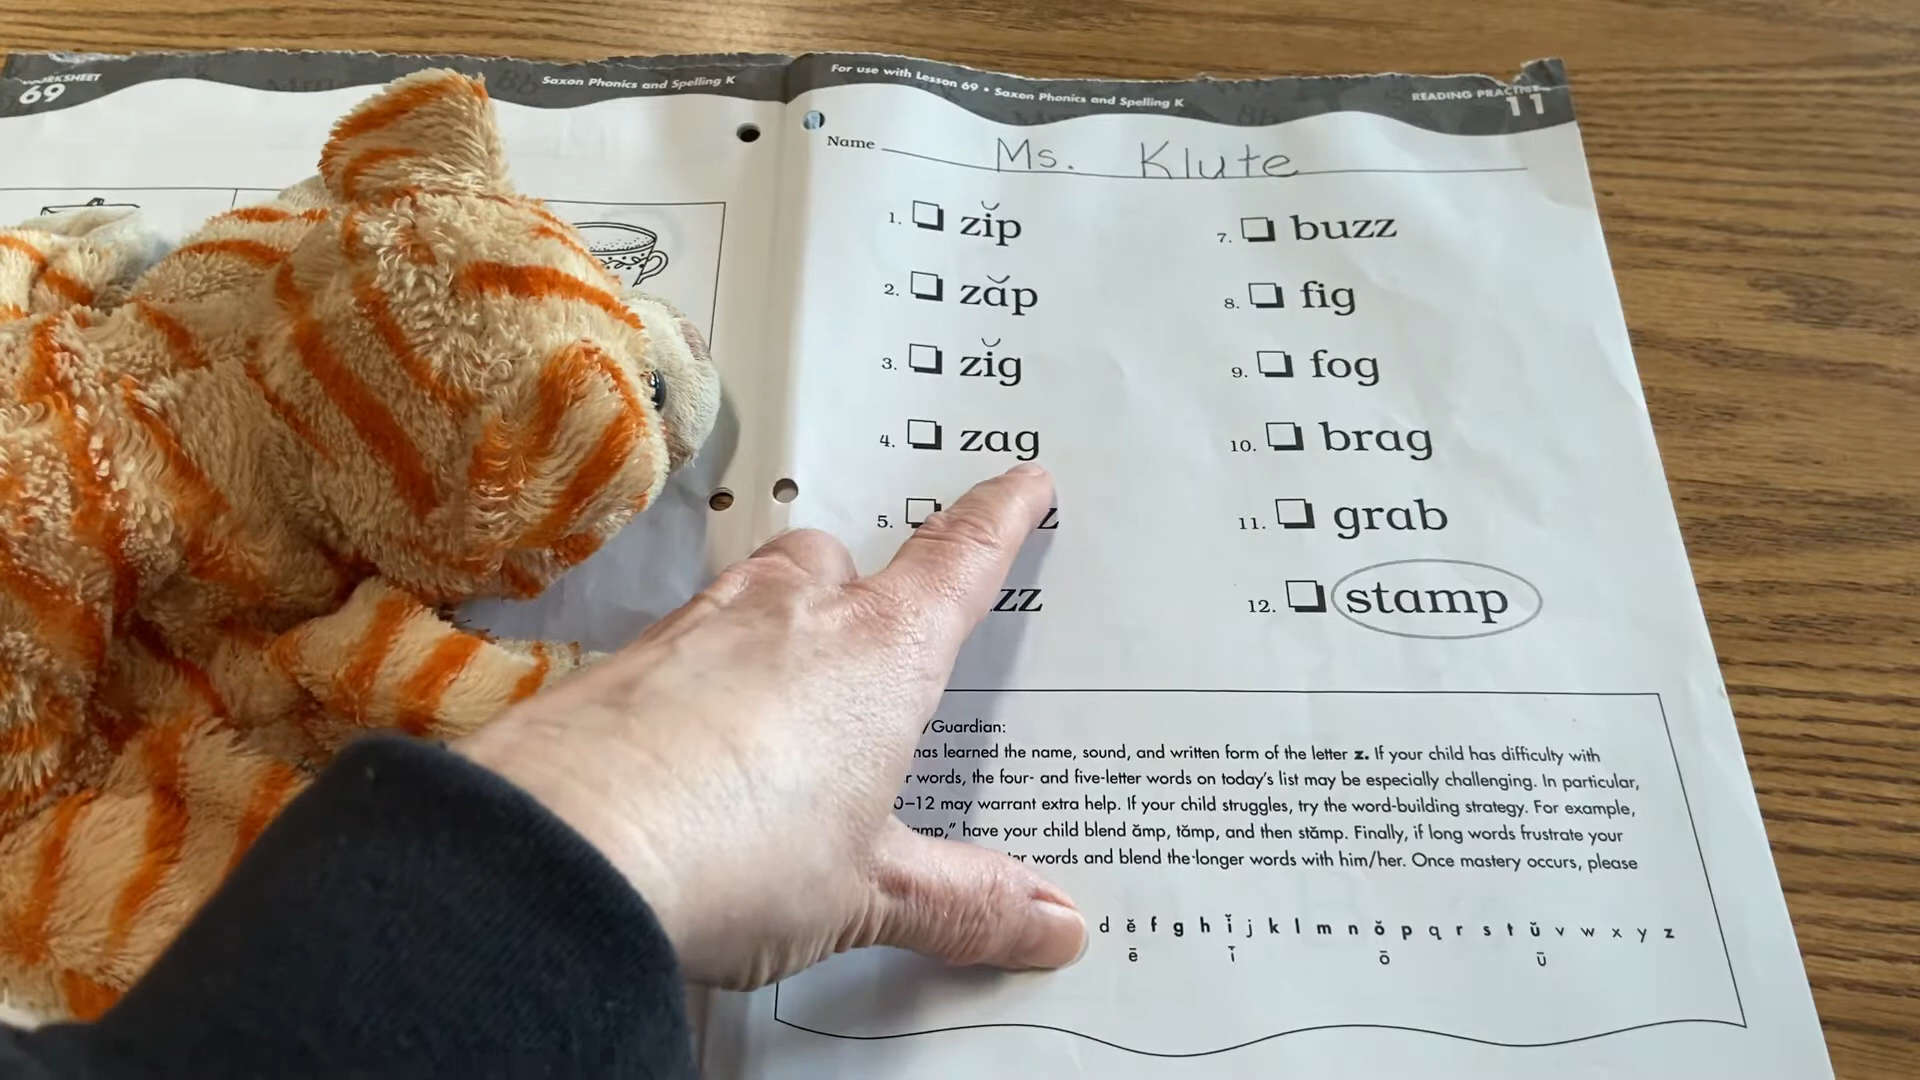 WORKSHEET
69
Saxon Phonics and Spelling K
For use with Lesson 69 • Saxon Phonics and Spelling K
READING PRACTICE
11
Name Ms. Klute
1. zĭp
2. zăp
3. zĭg
4. zag
5. z
zz
7. buzz
8. fig
9. fog
10. brag
11. grab
12. stamp
/Guardian:
has learned the name, sound, and written form of the letter z. If your child has difficulty with
r words, the four- and five-letter words on today's list may be especially challenging. In particular,
0–12 may warrant extra help. If your child struggles, try the word-building strategy. For example,
amp,” have your child blend ămp, tămp, and then stămp. Finally, if long words frustrate your
er words and blend the longer words with him/her. Once mastery occurs, please
d ĕ f g h ĭ j k l m n ŏ p q r s t ŭ v w x y z
ē ī ō ū